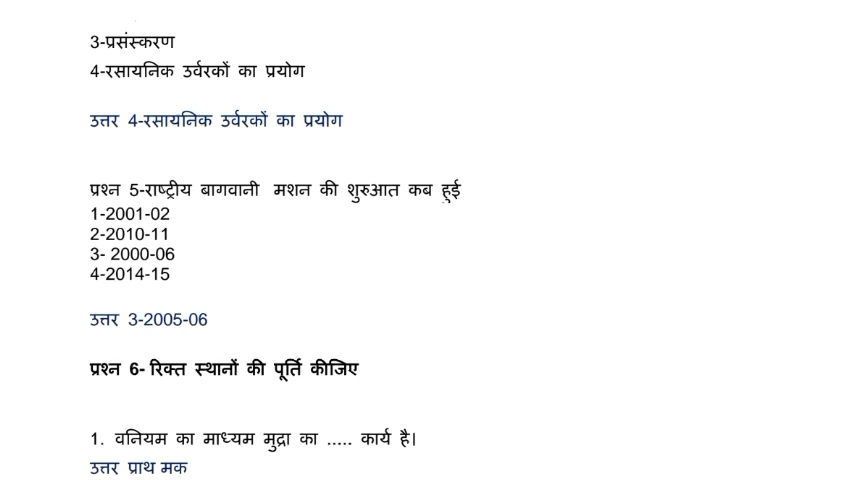 3-प्रसंस्करण
4-रसायनिक उर्वरकों का प्रयोग
उत्तर 4-रसायनिक उर्वरकों का प्रयोग
प्रश्न 5-राष्ट्रीय बागवानी मशन की शुरुआत कब हुई
1-2001-02
2-2010-11
3- 2000-06
4-2014-15
उत्तर 3-2005-06
प्रश्न 6- रिक्त स्थानों की पूर्ति कीजिए
1. वनियम का माध्यम मुद्रा का ..... कार्य है।
उत्तर प्राथ मक